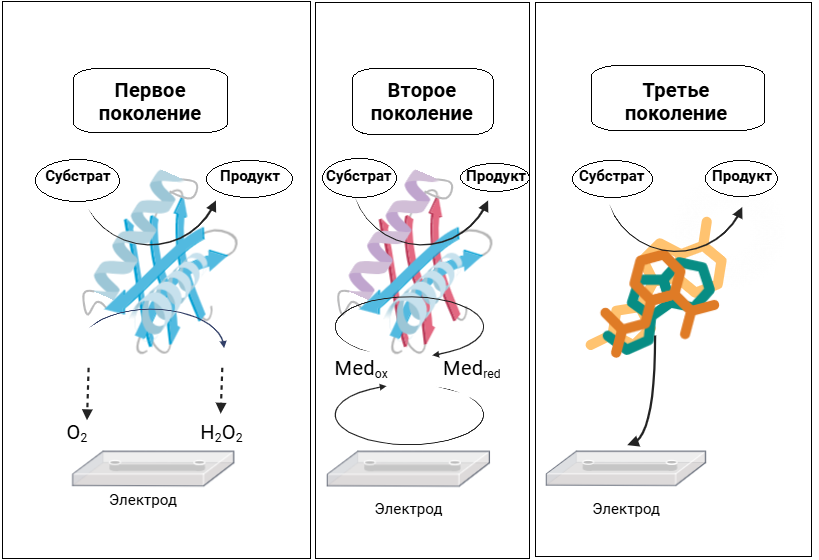 Первое
поколение
Субстрат
Продукт
O₂
H₂O₂
Электрод
Второе
поколение
Субстрат
Продукт
Medox
Medred
Электрод
Третье
поколение
Субстрат
Продукт
Электрод